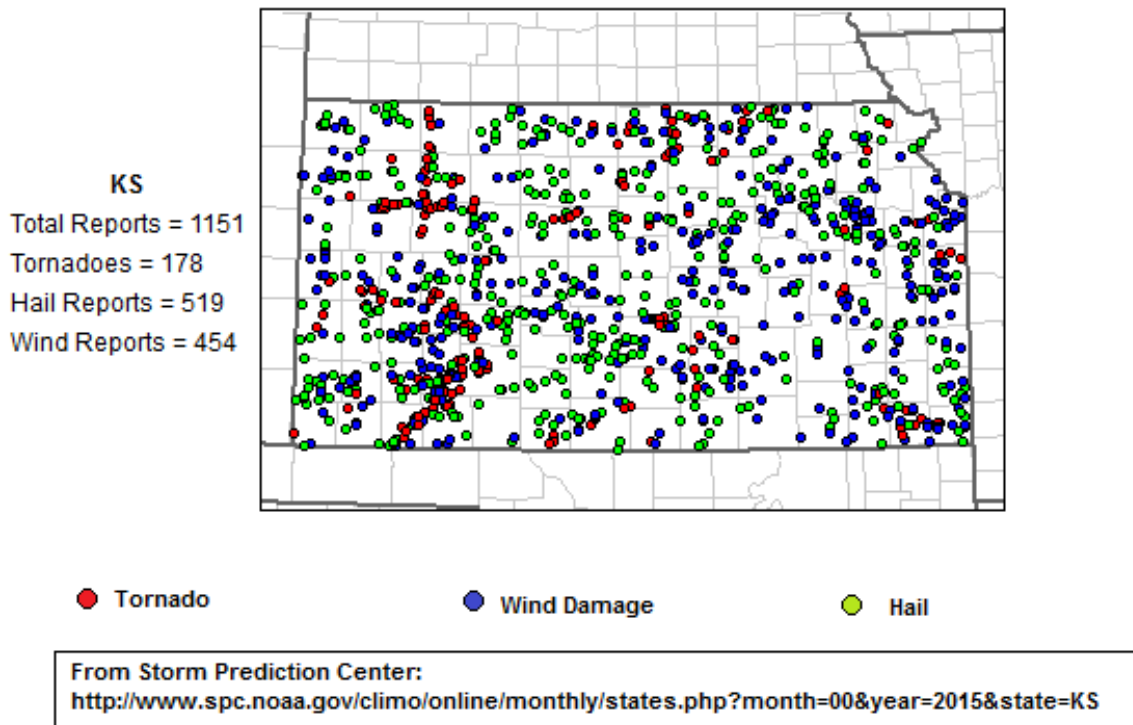 KS
Total Reports = 1151
Tornadoes = 178
Hail Reports = 519
Wind Reports = 454
Tornado
Wind Damage
Hail
From Storm Prediction Center:
http://www.spc.noaa.gov/climo/online/monthly/states.php?month=00&year=2015&state=KS